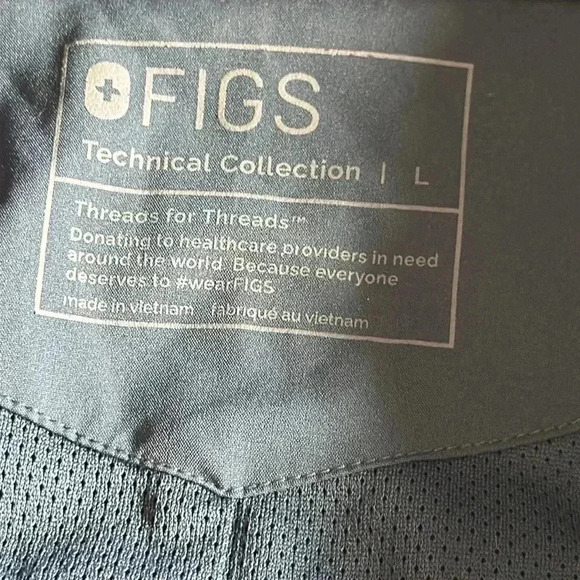 FIGS
Technical Collection | L
Threads for Threads™
Donating to healthcare providers in need
around the world. Because everyone
deserves to #wearFIGS
made in vietnam fabriqué au vietnam